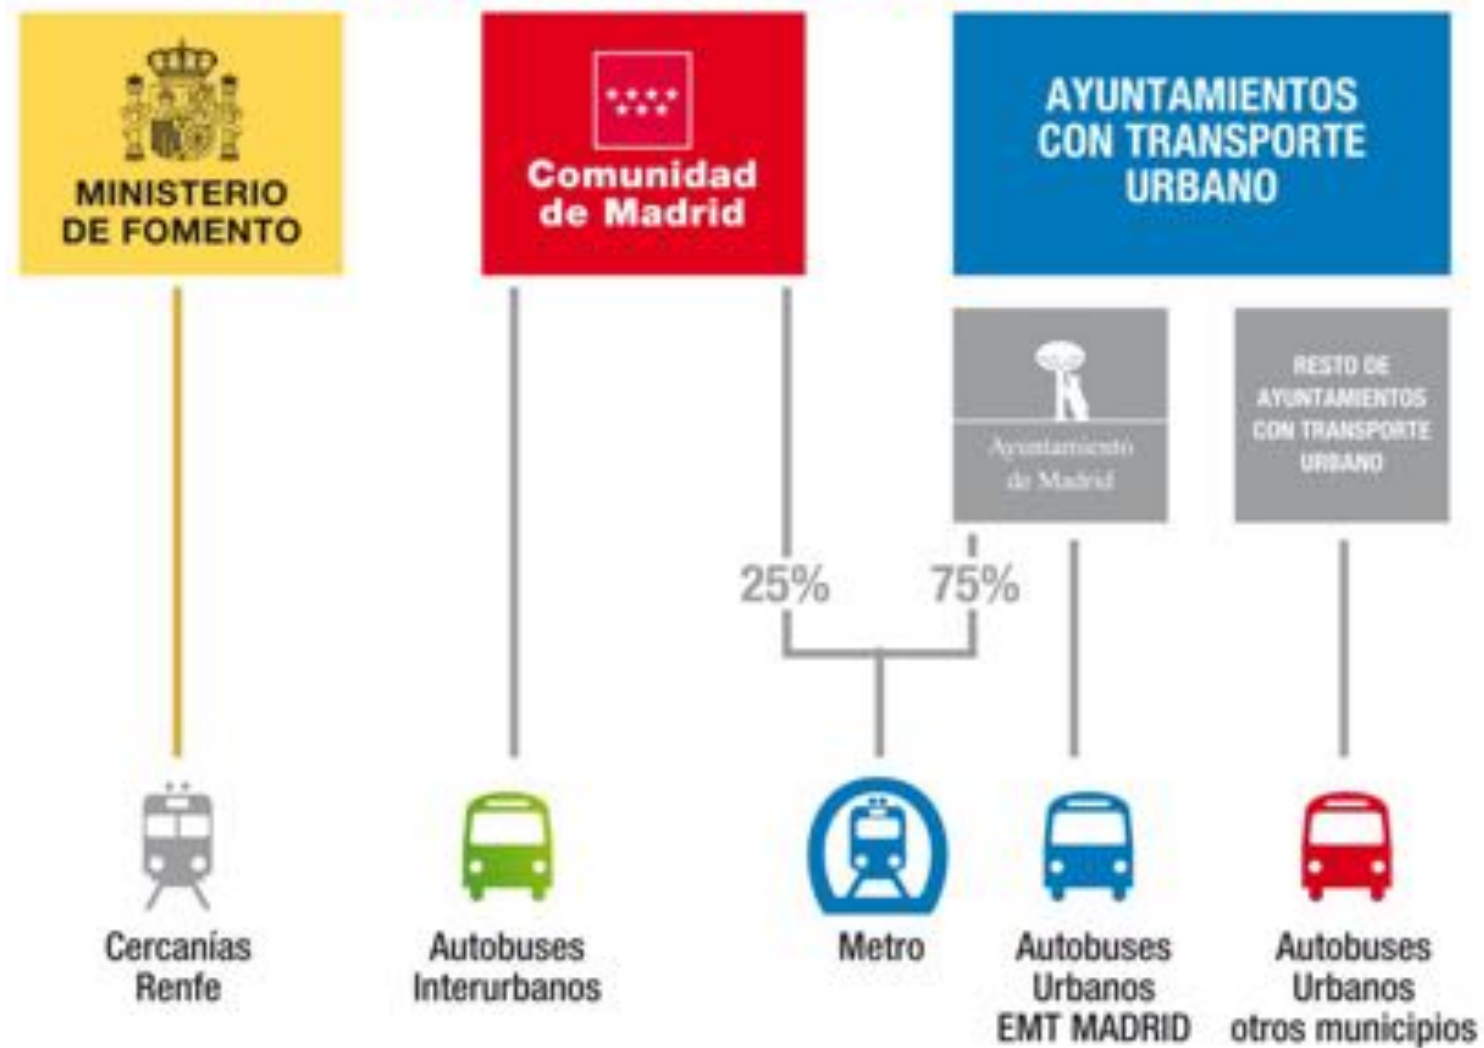 MINISTERIO
DE FOMENTO
Comunidad
de Madrid
AYUNTAMIENTOS
CON TRANSPORTE
URBANO
Ayuntamiento
de Madrid
RESTO DE
AYUNTAMIENTOS
CON TRANSPORTE
URBANO
25%
75%
Cercanías
Renfe
Autobuses
Interurbanos
Metro
Autobuses
Urbanos
EMT MADRID
Autobuses
Urbanos
otros municipios